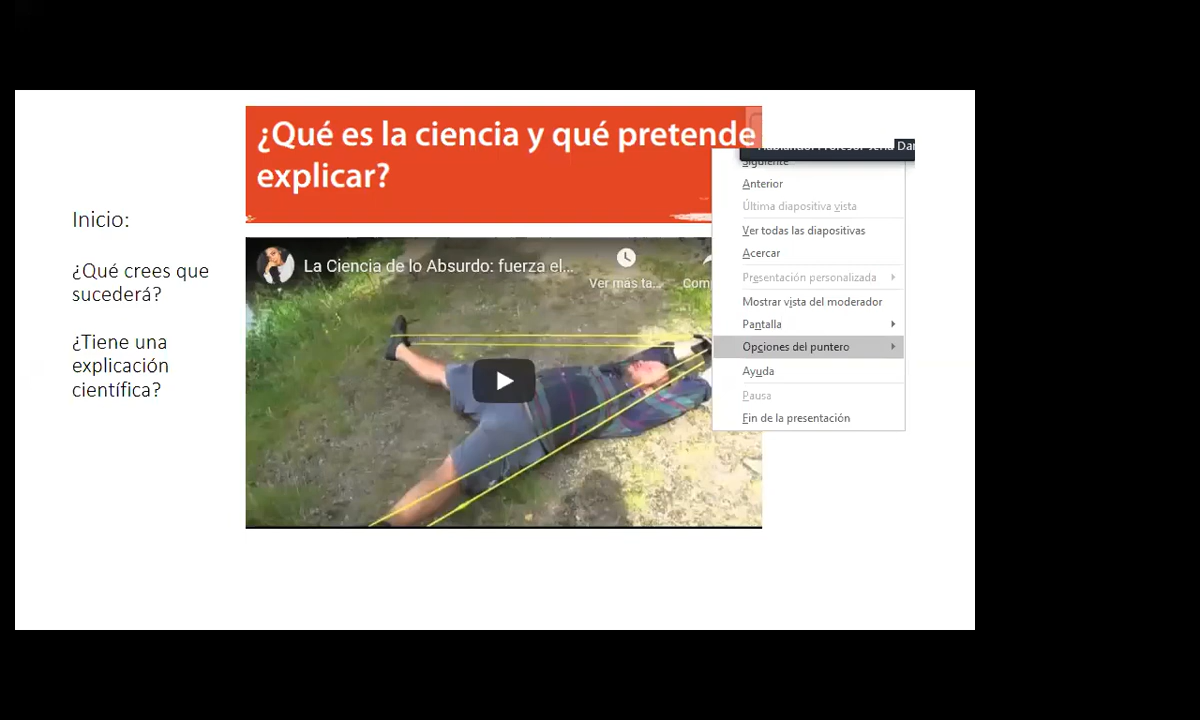 ¿Qué es la ciencia y qué pretende
explicar?
Inicio:
¿Qué crees que
sucederá?
¿Tiene una
explicación
científica?
La Ciencia de lo Absurdo: fuerza el...
Ver más ta...
Com
Siguiente
Anterior
Última diapositiva vista
Ver todas las diapositivas
Acercar
Presentación personalizada
Mostrar vista del moderador
Pantalla
Opciones del puntero
Ayuda
Pausa
Fin de la presentación